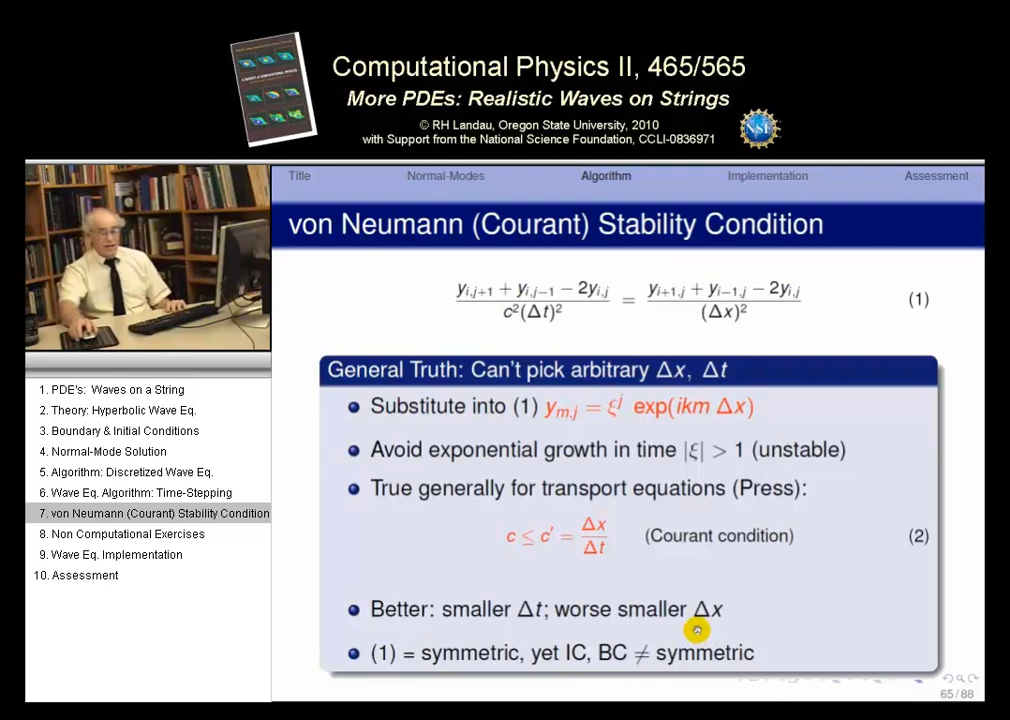 Computational Physics II, 465/565
More PDEs: Realistic Waves on Strings
© RH Landau, Oregon State University, 2010
with Support from the National Science Foundation, CCLI-0836971
NSF
Title Normal-Modes Algorithm Implementation Assessment
von Neumann (Courant) Stability Condition
(y_{i,j+1} + y_{i,j−1} − 2y_{i,j}) / (c²(Δt)²) = (y_{i+1,j} + y_{i−1,j} − 2y_{i,j}) / (Δx)² (1)
General Truth: Can't pick arbitrary Δx, Δt
Substitute into (1) y_{m,j} = ξ^j exp(ikm Δx)
Avoid exponential growth in time |ξ| > 1 (unstable)
True generally for transport equations (Press):
c ≤ c′ = Δx/Δt (Courant condition) (2)
Better: smaller Δt; worse smaller Δx
(1) = symmetric, yet IC, BC ≠ symmetric
65/88
1. PDE's: Waves on a String
2. Theory: Hyperbolic Wave Eq.
3. Boundary & Initial Conditions
4. Normal-Mode Solution
5. Algorithm: Discretized Wave Eq.
6. Wave Eq. Algorithm: Time-Stepping
7. von Neumann (Courant) Stability Condition
8. Non Computational Exercises
9. Wave Eq. Implementation
10. Assessment